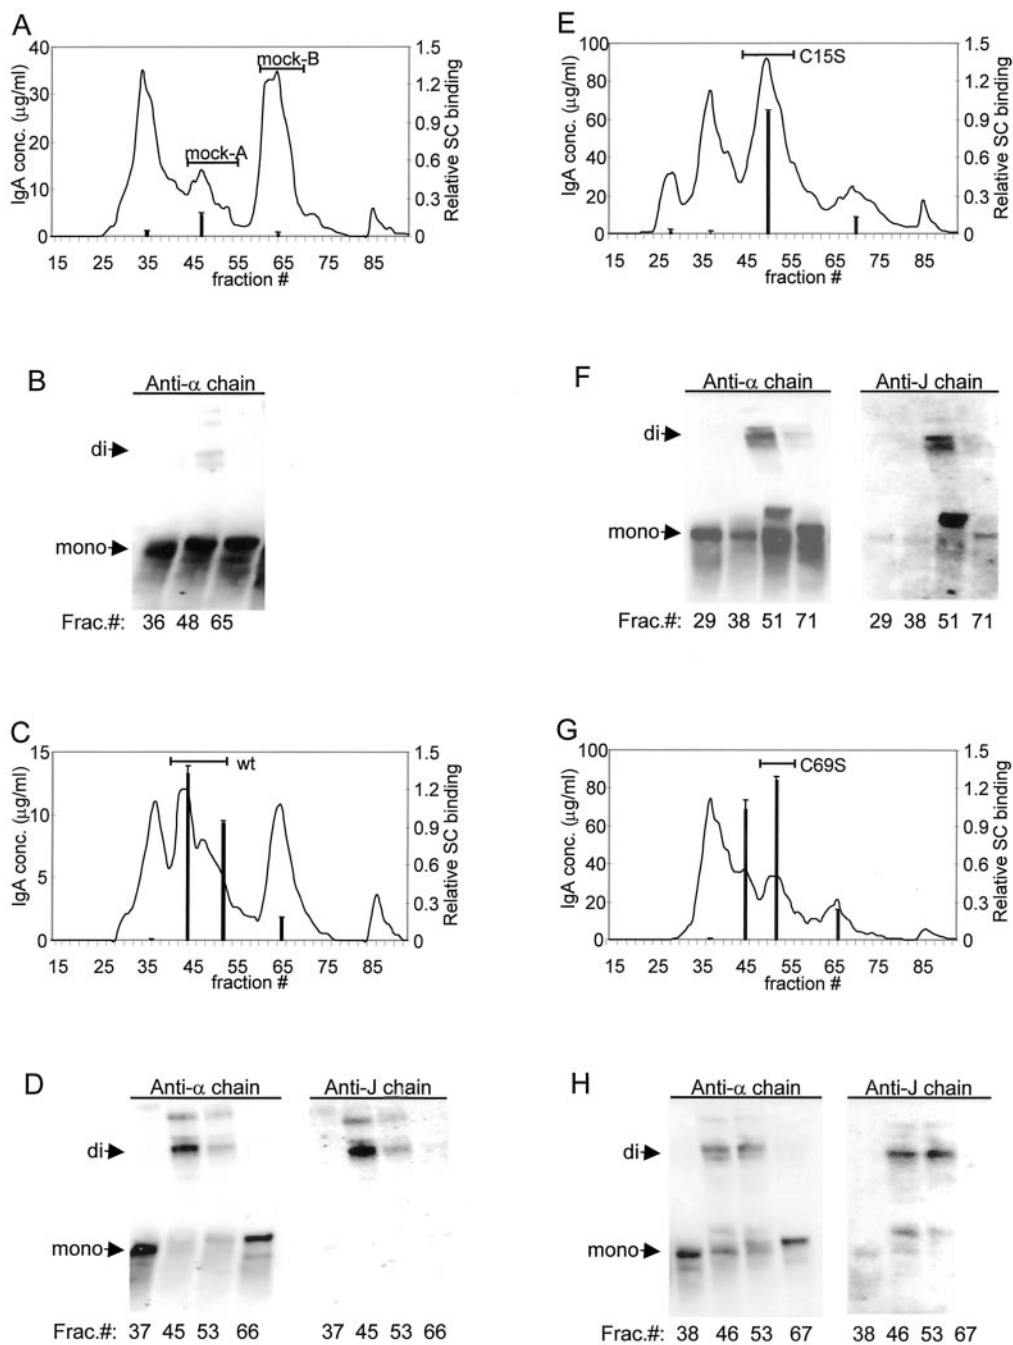 A
mock-B
mock-A
IgA conc. (μg/ml)
40
30
20
10
0
1.5
1.2
0.9
0.6
0.3
0
Relative SC binding
15 25 35 45 55 65 75 85
fraction #
B
Anti-α chain
di
mono
Frac.#: 36 48 65
C
wt
IgA conc. (μg/ml)
15
10
5
0
1.5
1.2
0.9
0.6
0.3
0
Relative SC binding
15 25 35 45 55 65 75 85
fraction #
D
Anti-α chain Anti-J chain
di
mono
Frac.#: 37 45 53 66 37 45 53 66
E
C15S
IgA conc. (μg/ml)
100
80
60
40
20
0
1.5
1.2
0.9
0.6
0.3
0
Relative SC binding
15 25 35 45 55 65 75 85
fraction #
F
Anti-α chain Anti-J chain
di
mono
Frac.#: 29 38 51 71 29 38 51 71
G
C69S
IgA conc. (μg/ml)
100
80
60
40
20
0
1.5
1.2
0.9
0.6
0.3
0
Relative SC binding
15 25 35 45 55 65 75 85
fraction #
H
Anti-α chain Anti-J chain
di
mono
Frac.#: 38 46 53 67 38 46 53 67